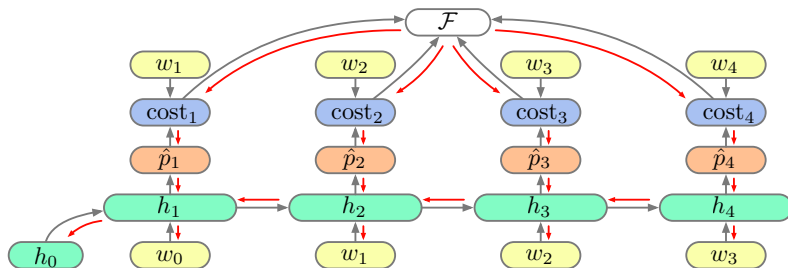 𝓕
w₁ w₂ w₃ w₄
cost₁ cost₂ cost₃ cost₄
p̂₁ p̂₂ p̂₃ p̂₄
h₁ h₂ h₃ h₄
h₀ w₀ w₁ w₂ w₃